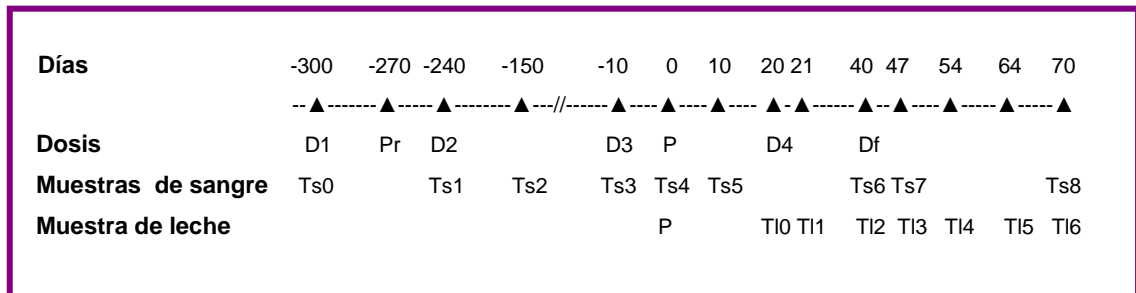 Días -300 -270 -240 -150 -10 0 10 20 21 40 47 54 64 70
--▲-------▲-----▲--------▲---//------▲----▲----▲---- ▲-▲------▲--▲----▲-----▲-----▲
Dosis D1 Pr D2 D3 P D4 Df
Muestras de sangre Ts0 Ts1 Ts2 Ts3 Ts4 Ts5 Ts6 Ts7 Ts8
Muestra de leche P Tl0 Tl1 Tl2 Tl3 Tl4 Tl5 Tl6